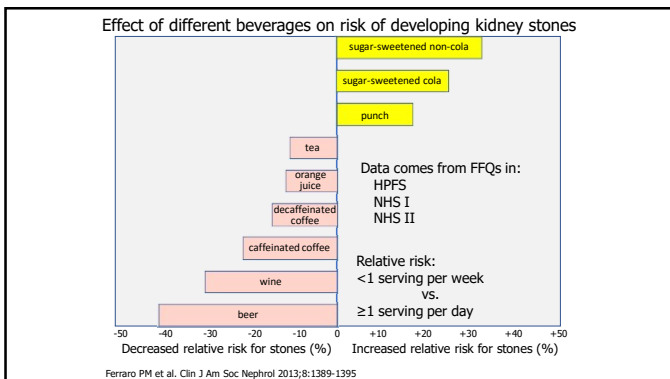 Effect of different beverages on risk of developing kidney stones
sugar-sweetened non-cola
sugar-sweetened cola
punch
tea
orange
juice
decaffeinated
coffee
caffeinated coffee
wine
beer
Data comes from FFQs in:
HPFS
NHS I
NHS II
Relative risk:
<1 serving per week
vs.
≥1 serving per day
-50 -40 -30 -20 -10 0 +10 +20 +30 +40 +50
Decreased relative risk for stones (%) Increased relative risk for stones (%)
Ferraro PM et al. Clin J Am Soc Nephrol 2013;8:1389-1395